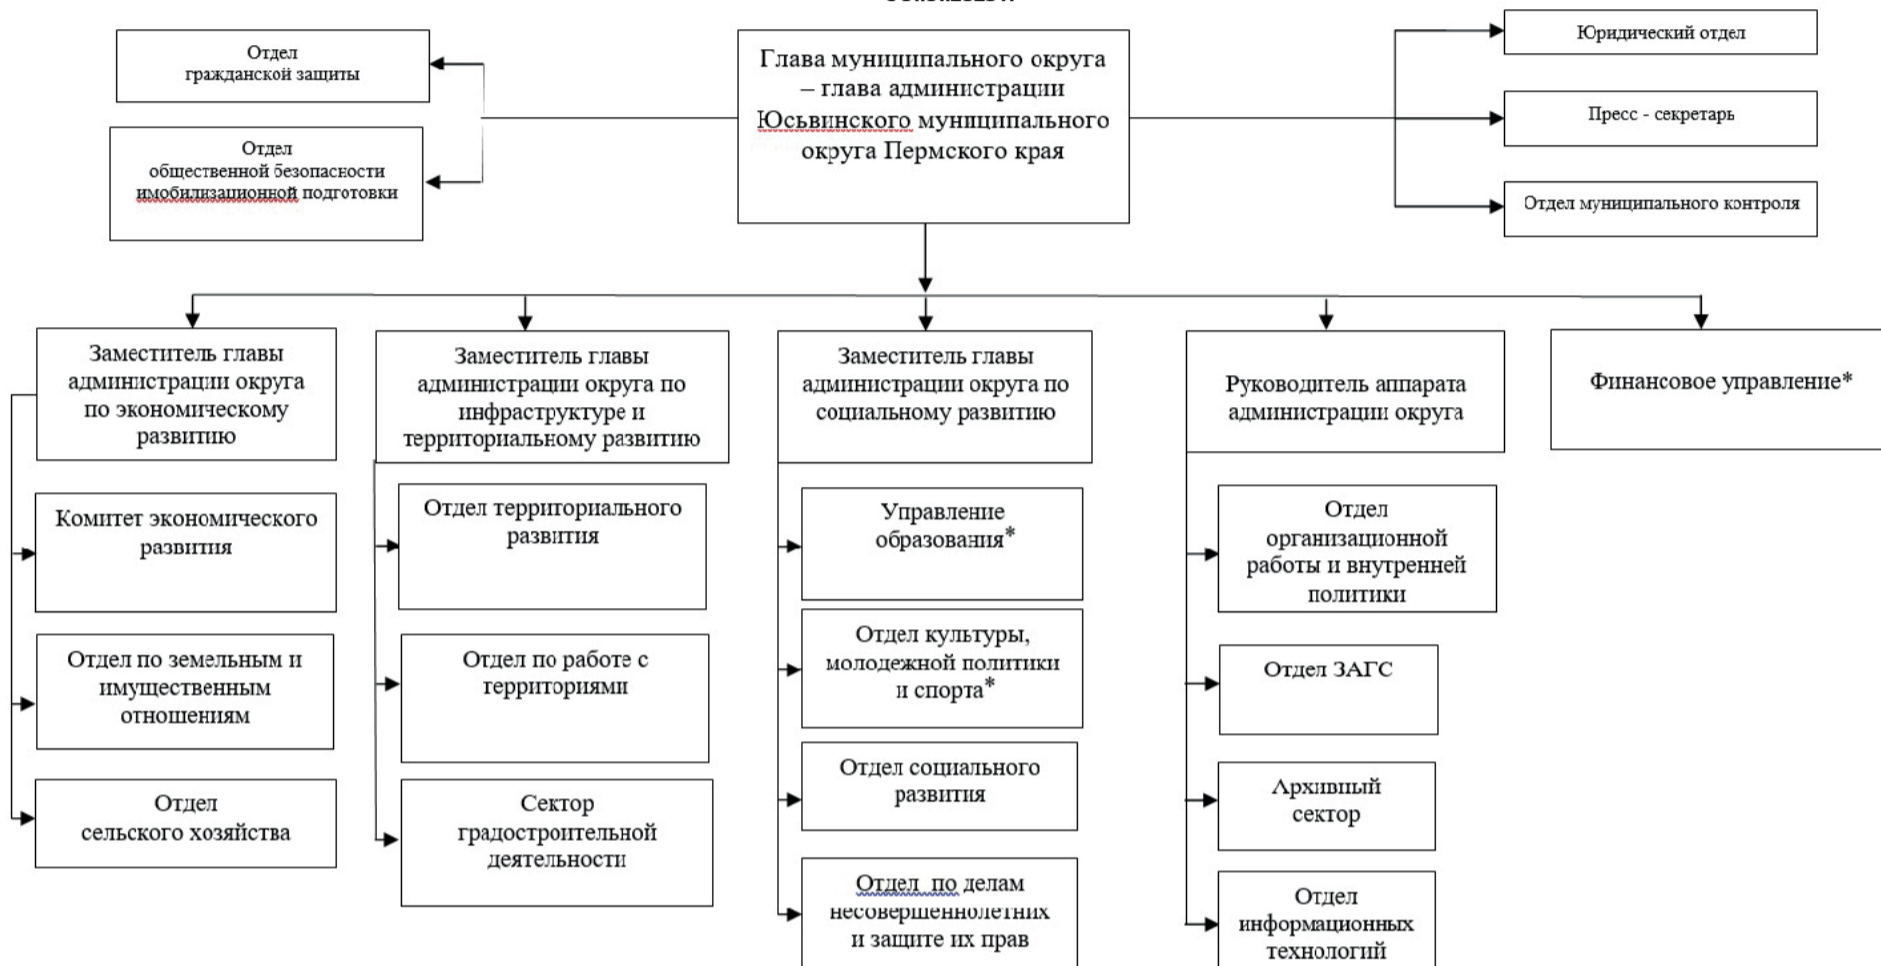 Отдел
гражданской защиты
Отдел
общественной безопасности
имобилизационной подготовки
Глава муниципального округа
– глава администрации
Юсьвинского муниципального
округа Пермского края
Юридический отдел
Пресс - секретарь
Отдел муниципального контроля
Заместитель главы
администрации округа
по экономическому
развитию
Комитет экономического
развития
Отдел по земельным и
имущественным
отношениям
Отдел
сельского хозяйства
Заместитель главы
администрации округа по
инфраструктуре и
территориальному развитию
Отдел территориального
развития
Отдел по работе с
территориями
Сектор
градостроительной
деятельности
Заместитель главы
администрации округа по
социальному развитию
Управление
образования*
Отдел культуры,
молодежной политики
и спорта*
Отдел социального
развития
Отдел по делам
несовершеннолетних
и защите их прав
Руководитель аппарата
администрации округа
Отдел
организационной
работы и внутренней
политики
Отдел ЗАГС
Архивный
сектор
Отдел
информационных
технологий
Финансовое управление*